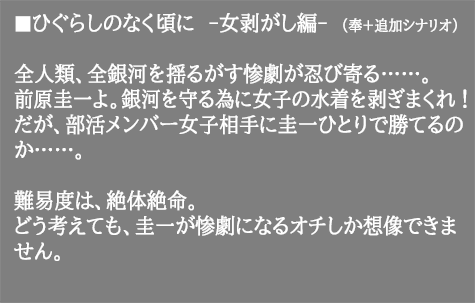 ■ひぐらしのなく頃に　-女剥がし編-　（奉+追加シナリオ）
全人類、全銀河を揺るがす惨劇が忍び寄る……。
前原圭一よ。銀河を守る為に女子の水着を剥ぎまくれ！
だが、部活メンバー女子相手に圭一ひとりで勝てるの
か……。
難易度は、絶体絶命。
どう考えても、圭一が惨劇になるオチしか想像できま
せん。